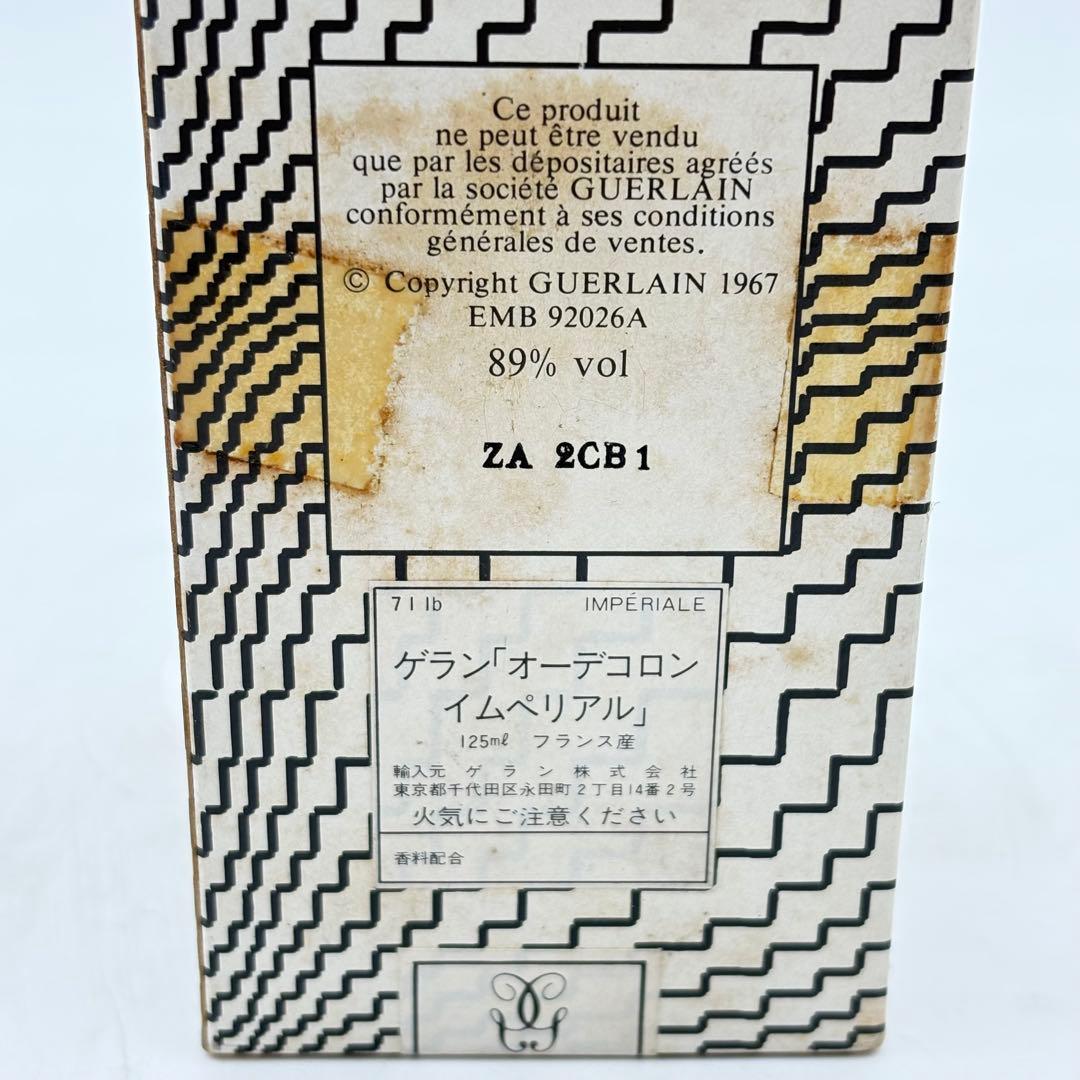 Ce produit
ne peut être vendu
que par les dépositaires agréés
par la société GUERLAIN
conformément à ses conditions
générales de ventes.
© Copyright GUERLAIN 1967
EMB 92026A
89% vol
ZA 2CB1
71 lb IMPÉRIALE
ゲラン「オーデコロン
イムペリアル」
125㎖ フランス産
輸入元 ゲラン株式会社
東京都千代田区永田町2丁目14番2号
火気にご注意ください
香料配合